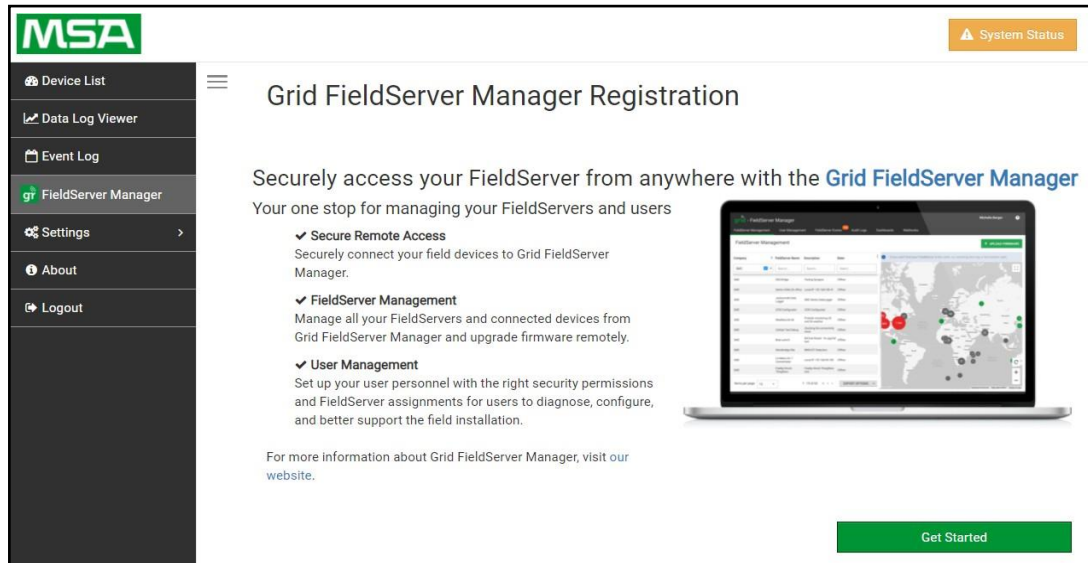 MSA
System Status
Device List
Data Log Viewer
Event Log
gT FieldServer Manager
Settings
About
Logout
Grid FieldServer Manager Registration
Securely access your FieldServer from anywhere with the Grid FieldServer Manager
Your one stop for managing your FieldServers and users
✔ Secure Remote Access
Securely connect your field devices to Grid FieldServer
Manager.
✔ FieldServer Management
Manage all your FieldServers and connected devices from
Grid FieldServer Manager and upgrade firmware remotely.
✔ User Management
Set up your user personnel with the right security permissions
and FieldServer assignments for users to diagnose, configure,
and better support the field installation.
For more information about Grid FieldServer Manager, visit our
website.
FieldServer Manager
FieldServer Management
Get Started